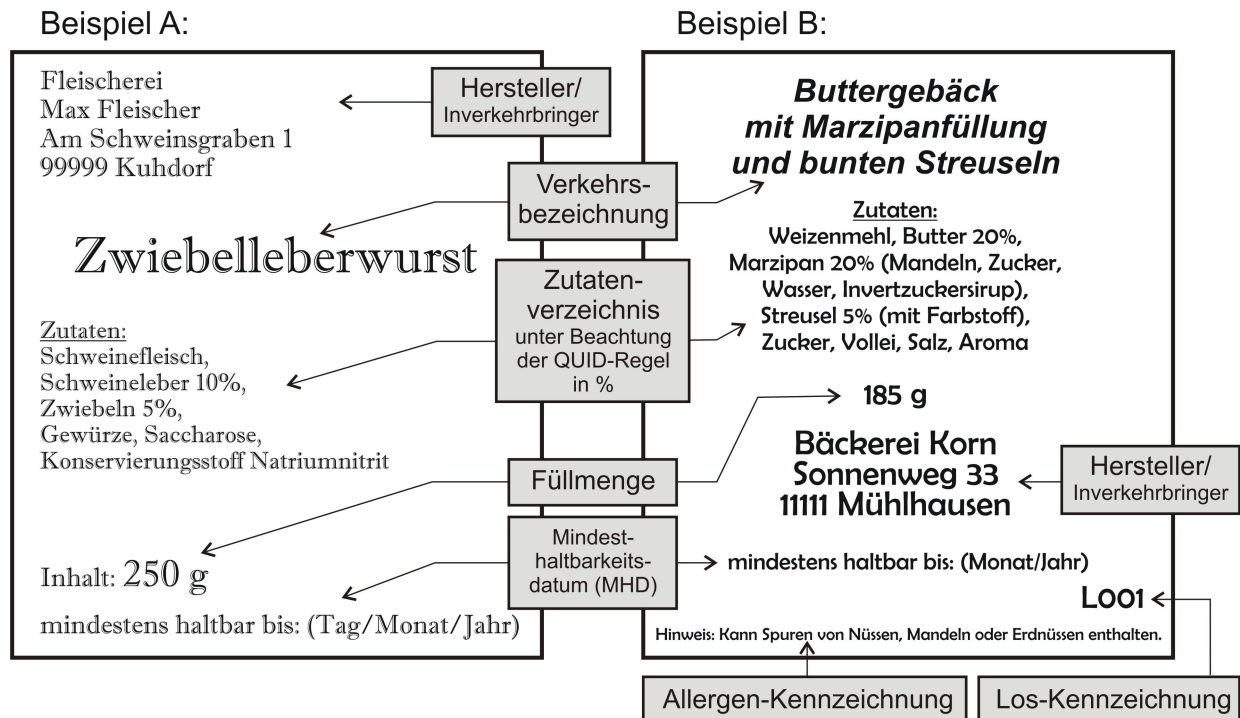 Beispiel A:
Fleischerei
Max Fleischer
Am Schweinsgraben 1
99999 Kuhdorf
Zwiebelleberwurst
Zutaten:
Schweinefleisch,
Schweineleber 10%,
Zwiebeln 5%,
Gewürze, Saccharose,
Konservierungsstoff Natriumnitrit
Inhalt: 250 g
mindestens haltbar bis: (Tag/Monat/Jahr)
Hersteller/
Inverkehrbringer
Verkehrs-
bezeichnung
Zutaten-
verzeichnis
unter Beachtung
der QUID-Regel
in %
Füllmenge
Mindest-
haltbarkeits-
datum (MHD)
Beispiel B:
Buttergebäck
mit Marzipanfüllung
und bunten Streuseln
Zutaten:
Weizenmehl, Butter 20%,
Marzipan 20% (Mandeln, Zucker,
Wasser, Invertzuckersirup),
Streusel 5% (mit Farbstoff),
Zucker, Vollei, Salz, Aroma
185 g
Bäckerei Korn
Sonnenweg 33
11111 Mühlhausen
Hersteller/
Inverkehrbringer
mindestens haltbar bis: (Monat/Jahr)
L001
Hinweis: Kann Spuren von Nüssen, Mandeln oder Erdnüssen enthalten.
Allergen-Kennzeichnung
Los-Kennzeichnung